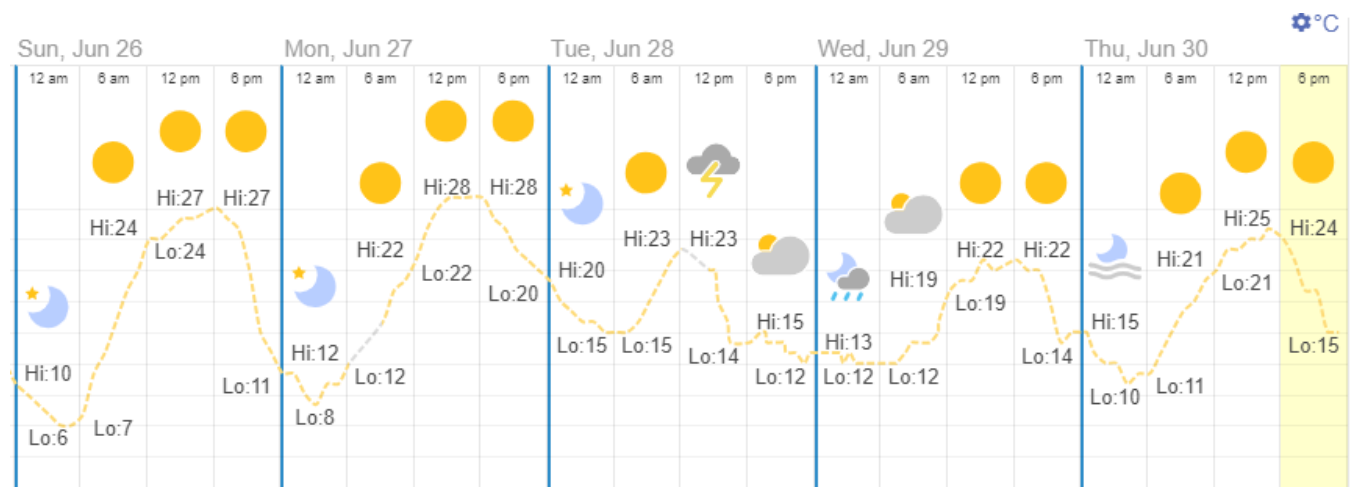 °C
Sun, Jun 26 Mon, Jun 27 Tue, Jun 28 Wed, Jun 29 Thu, Jun 30
12 am 6 am 12 pm 6 pm 12 am 6 am 12 pm 6 pm 12 am 6 am 12 pm 6 pm 12 am 6 am 12 pm 6 pm 12 am 6 am 12 pm 6 pm
Hi:10
Lo:6
Hi:24
Lo:7
Hi:27
Lo:24
Hi:27
Lo:11
Hi:12
Lo:8
Hi:22
Lo:12
Hi:28
Lo:22
Hi:28
Lo:20
Hi:20
Lo:15
Hi:23
Lo:15
Hi:23
Lo:14
Hi:15
Lo:12
Hi:13
Lo:12
Hi:19
Lo:12
Hi:22
Lo:19
Hi:22
Lo:14
Hi:15
Lo:10
Hi:21
Lo:11
Hi:25
Lo:21
Hi:24
Lo:15